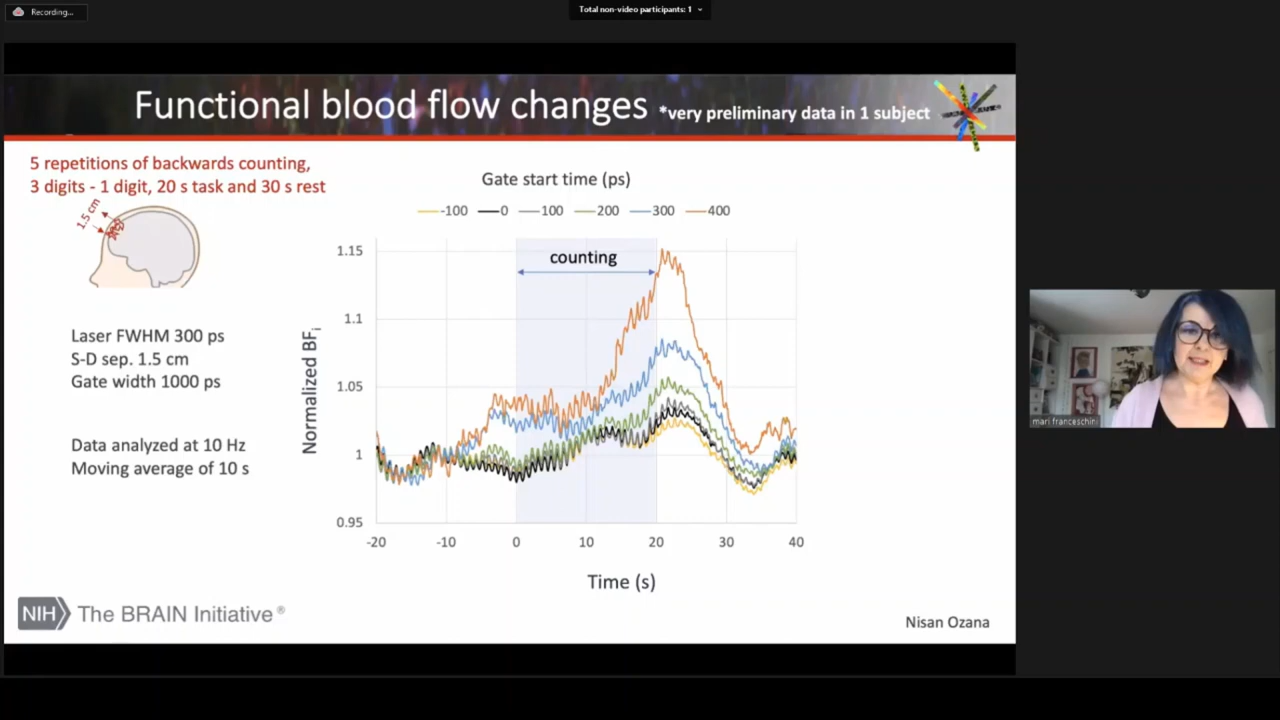 Recording...
Total non-video participants: 1
Functional blood flow changes *very preliminary data in 1 subject
5 repetitions of backwards counting,
3 digits - 1 digit, 20 s task and 30 s rest
1.5 cm
Laser FWHM 300 ps
S-D sep. 1.5 cm
Gate width 1000 ps
Data analyzed at 10 Hz
Moving average of 10 s
Gate start time (ps)
-100 0 100 200 300 400
counting
1.15
1.1
1.05
1
0.95
Normalized BFi
-20 -10 0 10 20 30 40
Time (s)
mari franceschini
NIH The BRAIN Initiative®
Nisan Ozana